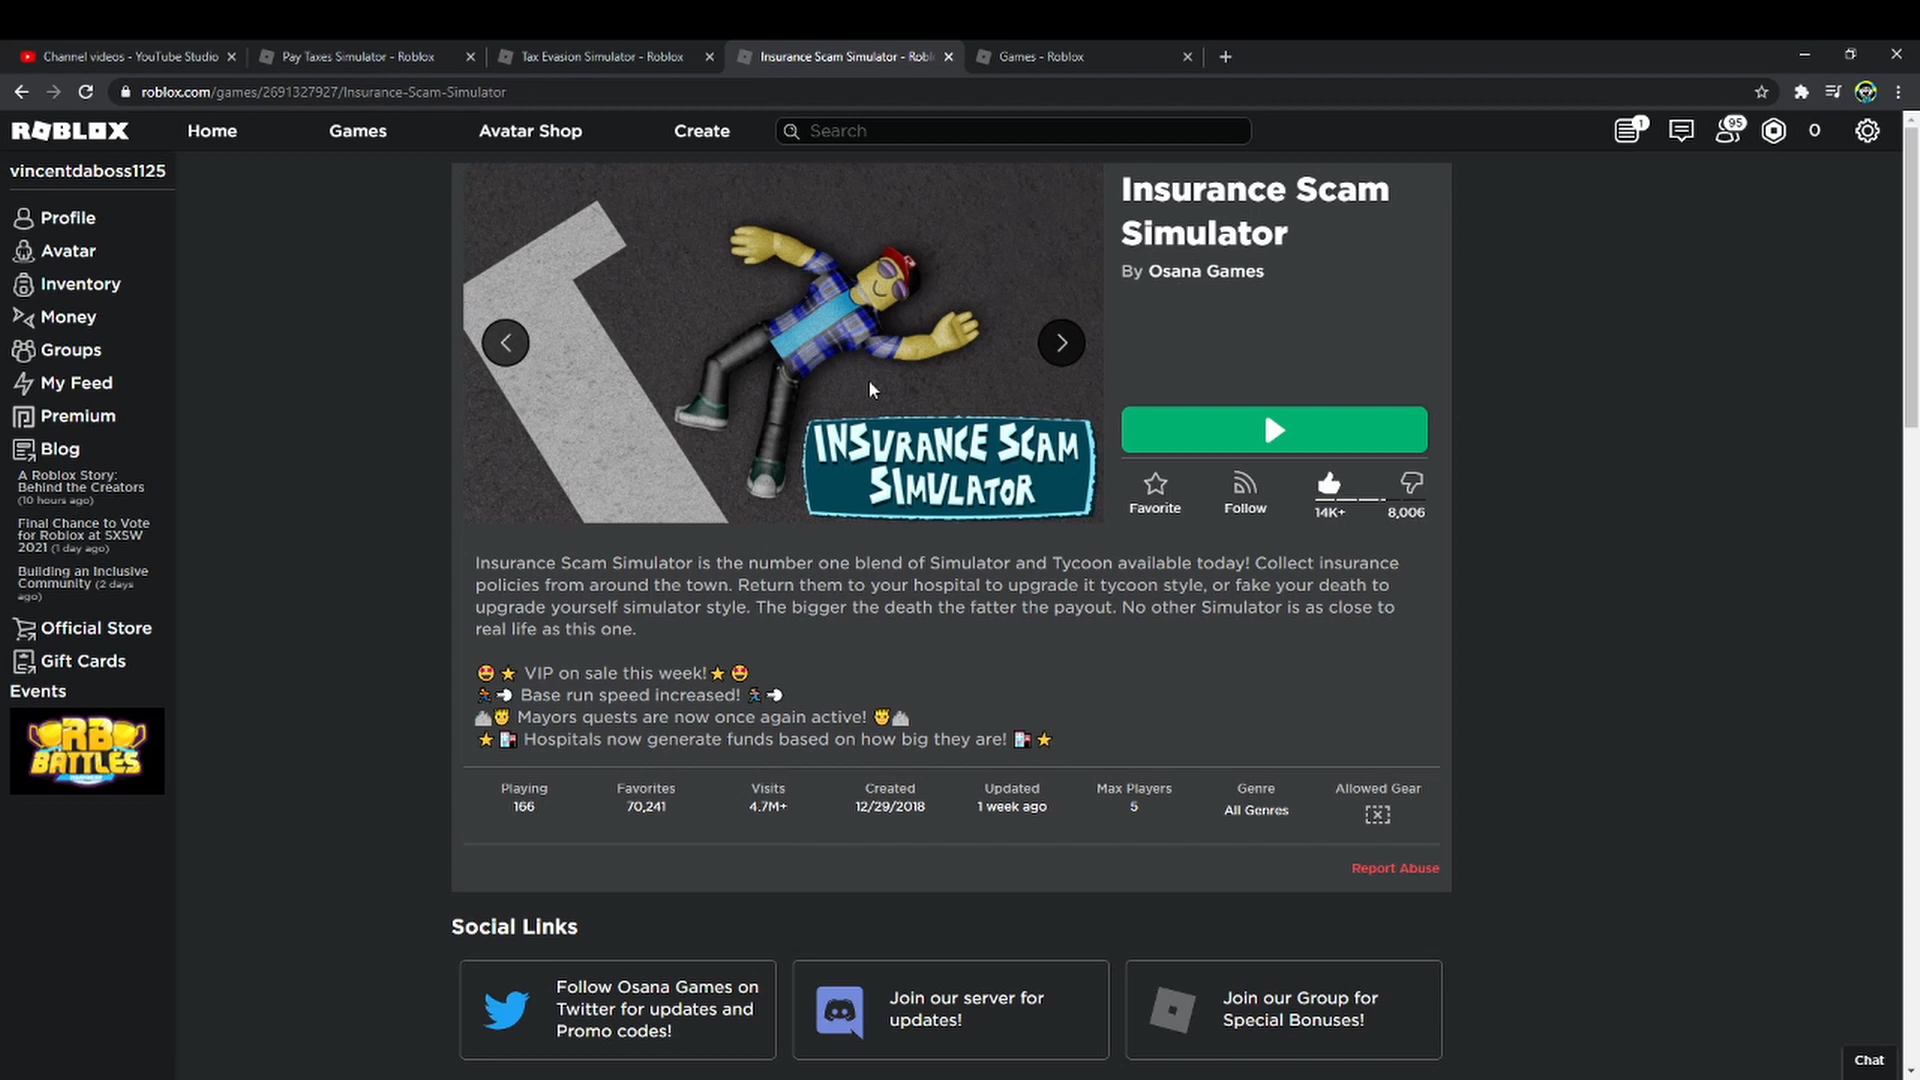 Channel videos - YouTube Studio
Pay Taxes Simulator - Roblox
Tax Evasion Simulator - Roblox
Insurance Scam Simulator - Robl
Games - Roblox
roblox.com/games/2691327927/Insurance-Scam-Simulator
ROBLOX
Home
Games
Avatar Shop
Create
Search
1
95
0
vincentdaboss1125
Profile
Avatar
Inventory
Money
Groups
My Feed
Premium
Blog
A Roblox Story:
Behind the Creators
(10 hours ago)
Final Chance to Vote
for Roblox at SXSW
2021 (1 day ago)
Building an Inclusive
Community (2 days
ago)
Official Store
Gift Cards
Events
RB
BATTLES
INSURANCE SCAM
SIMULATOR
Insurance Scam
Simulator
By Osana Games
Favorite
Follow
14K+
8,006
Insurance Scam Simulator is the number one blend of Simulator and Tycoon available today! Collect insurance
policies from around the town. Return them to your hospital to upgrade it tycoon style, or fake your death to
upgrade yourself simulator style. The bigger the death the fatter the payout. No other Simulator is as close to
real life as this one.
🤩⭐ VIP on sale this week!⭐🤩
Base run speed increased!
Mayors quests are now once again active!
⭐🏥 Hospitals now generate funds based on how big they are! 🏥⭐
Playing
166
Favorites
70,241
Visits
4.7M+
Created
12/29/2018
Updated
1 week ago
Max Players
5
Genre
All Genres
Allowed Gear
Report Abuse
Social Links
Follow Osana Games on
Twitter for updates and
Promo codes!
Join our server for
updates!
Join our Group for
Special Bonuses!
Chat